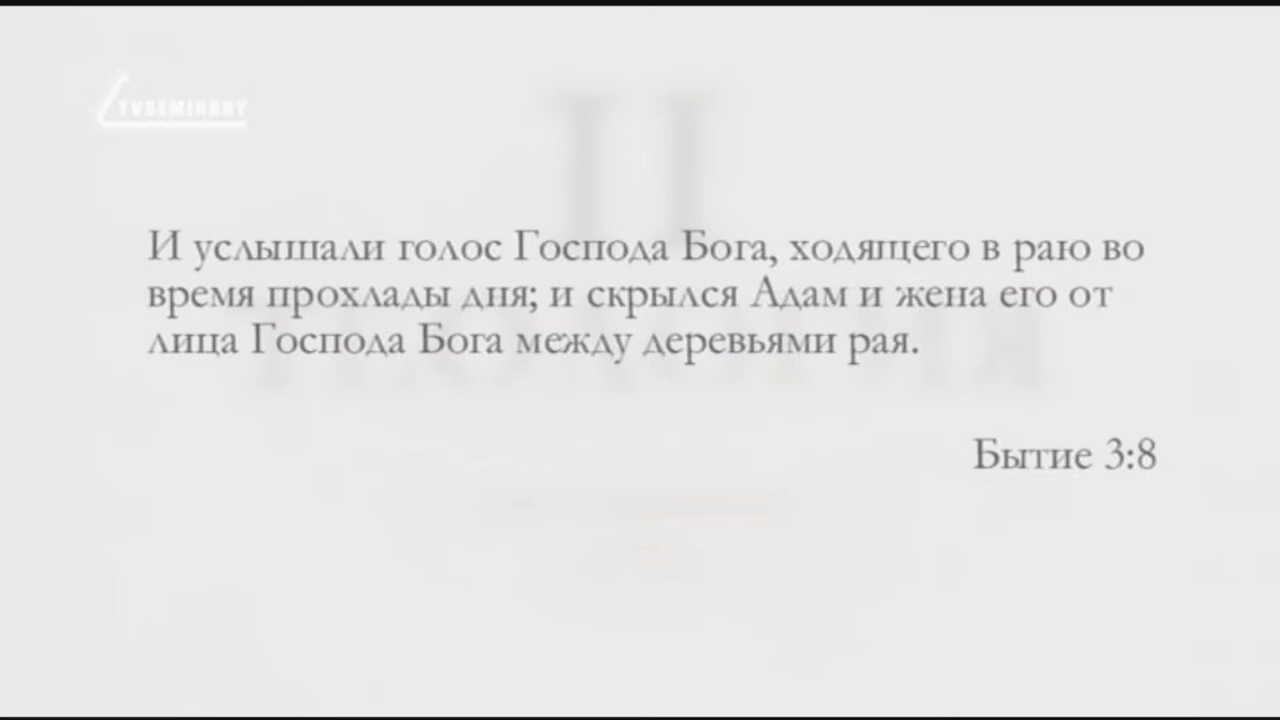 TVSEMINARY
И услышали голос Господа Бога, ходящего в раю во
время прохлады дня; и скрылся Адам и жена его от
лица Господа Бога между деревьями рая.
Бытие 3:8